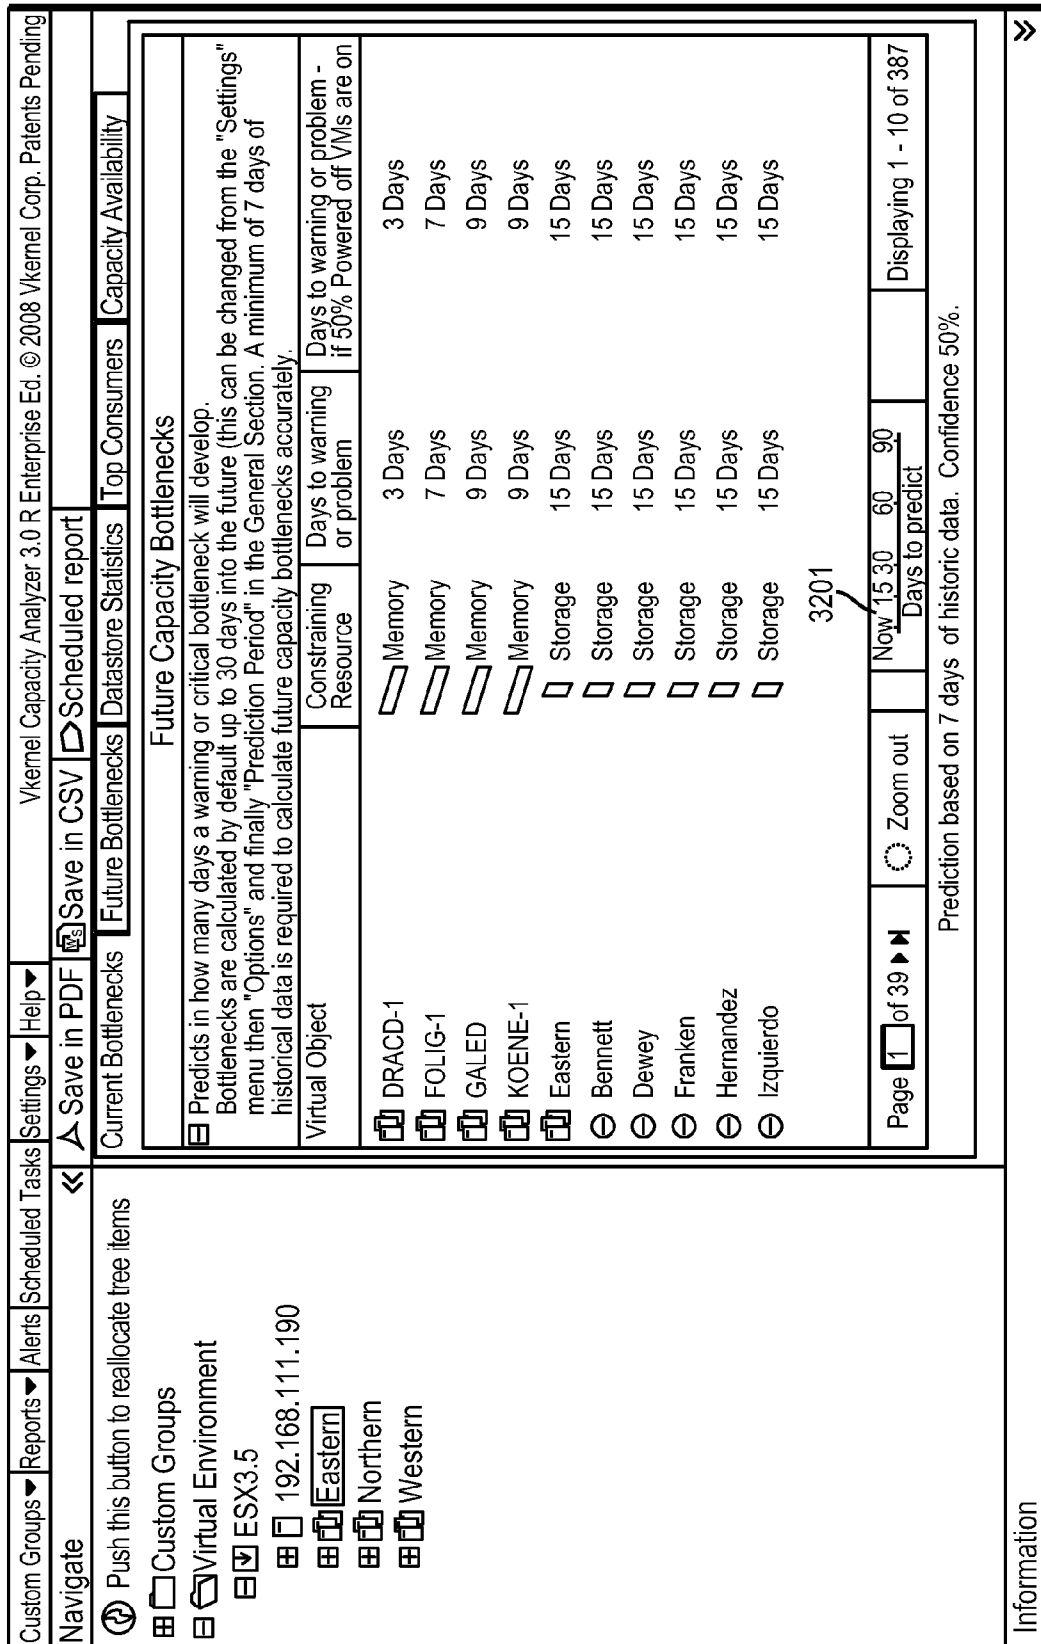 Custom Groups Reports Alerts Scheduled Tasks Settings Help Vkernel Capacity Analyzer 3.0 R Enterprise Ed. © 2008 Vkernel Corp. Patents Pending
Navigate « Save in PDF Save in CSV Scheduled report
Push this button to reallocate tree items
Custom Groups
Virtual Environment
ESX3.5
192.168.111.190
Eastern
Northern
Western
Current Bottlenecks Future Bottlenecks Datastore Statistics Top Consumers Capacity Availability
Future Capacity Bottlenecks
Predicts in how many days a warning or critical bottleneck will develop.
Bottlenecks are calculated by default up to 30 days into the future (this can be changed from the "Settings"
menu then "Options" and finally "Prediction Period" in the General Section. A minimum of 7 days of
historical data is required to calculate future capacity bottlenecks accurately.
Virtual Object
Constraining
Resource
Days to warning
or problem
Days to warning or problem -
if 50% Powered off VMs are on
DRACD-1 Memory 3 Days 3 Days
FOLIG-1 Memory 7 Days 7 Days
GALED Memory 9 Days 9 Days
KOENE-1 Memory 9 Days 9 Days
Eastern Storage 15 Days 15 Days
Bennett Storage 15 Days 15 Days
Dewey Storage 15 Days 15 Days
Franken Storage 15 Days 15 Days
Hernandez Storage 15 Days 15 Days
Izquierdo Storage 15 Days 15 Days
3201
Page 1 of 39 Zoom out Now 15 30 60 90 Displaying 1 - 10 of 387
Days to predict
Prediction based on 7 days of historic data. Confidence 50%.
Information »